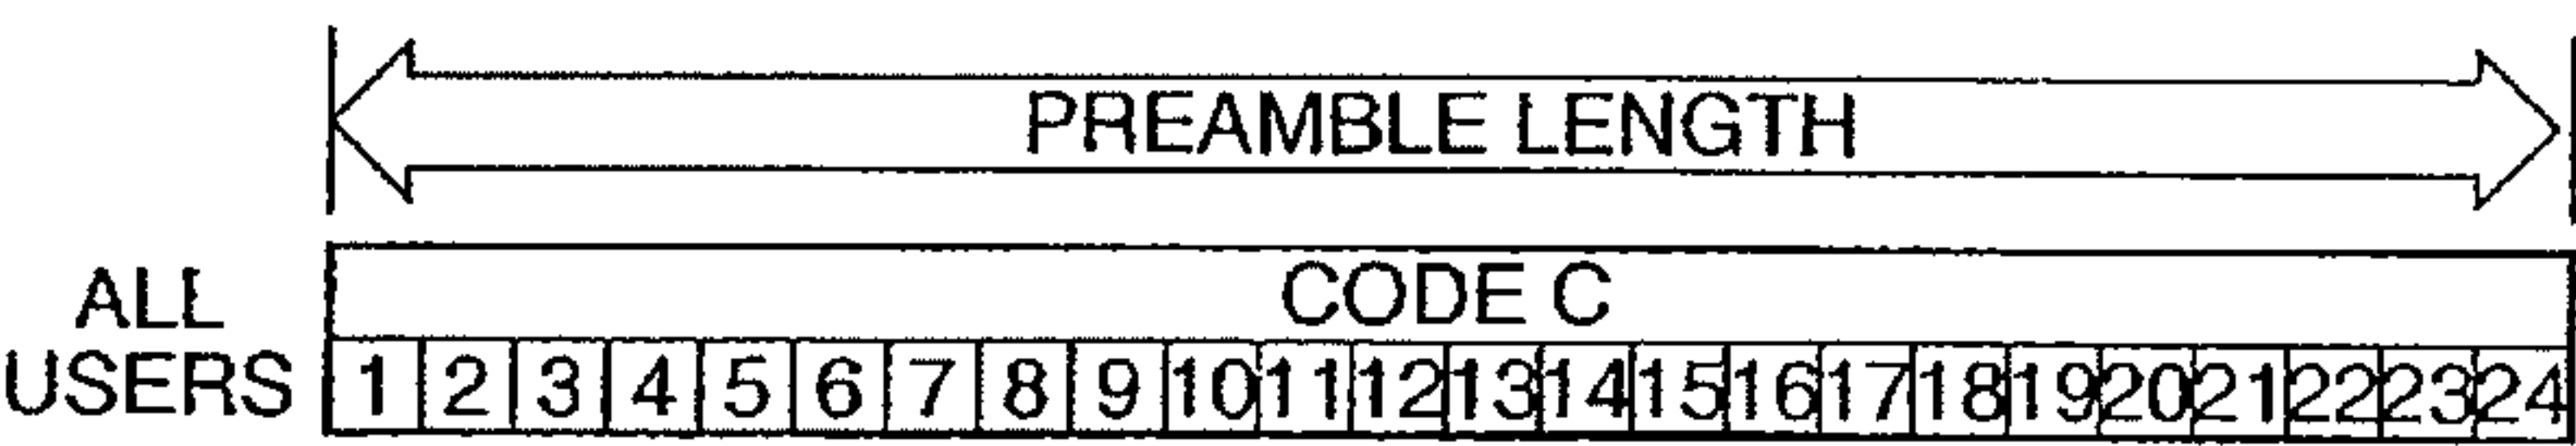 PREAMBLE LENGTH
CODE C
ALL
USERS
1 2 3 4 5 6 7 8 9 10 11 12 13 14 15 16 17 18 19 20 21 22 23 24